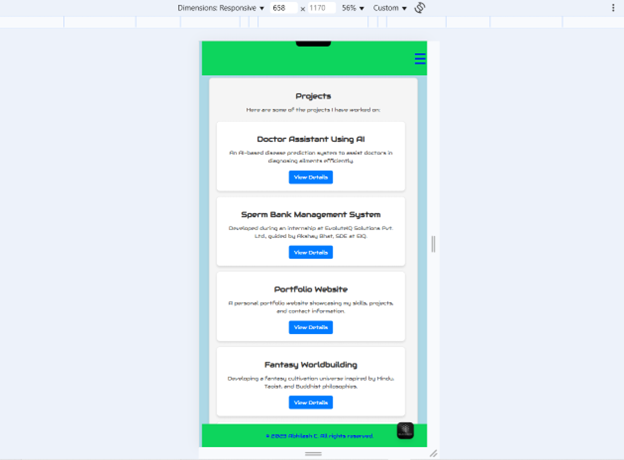 Dimensions: Responsive 658 × 1170 56% Custom
Projects
Here are some of the projects I have worked on:
Doctor Assistant Using AI
An AI-based disease prediction system to assist doctors in
diagnosing ailments efficiently.
View Details
Sperm Bank Management System
Developed during an internship at EvoluteIQ Solutions Pvt.
Ltd., guided by Akshay Bhat, SDE at EIQ.
View Details
Portfolio Website
A personal portfolio website showcasing my skills, projects,
and contact information.
View Details
Fantasy Worldbuilding
Developing a fantasy cultivation universe inspired by Hindu,
Taoist, and Buddhist philosophies.
View Details
© 2025 Abhilash C. All rights reserved.